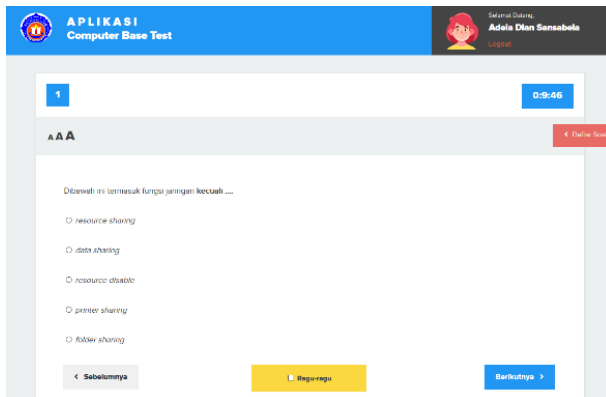 APLIKASI
Computer Base Test
Selamat Datang,
Adela Dian Sansabela
Logout
1
0:9:46
A A A
Daftar Soal
Dibawah ini termasuk fungsi jaringan kecuali ....
resource sharing
data sharing
resource disable
printer sharing
folder sharing
Sebelumnya
Ragu-ragu
Berikutnya